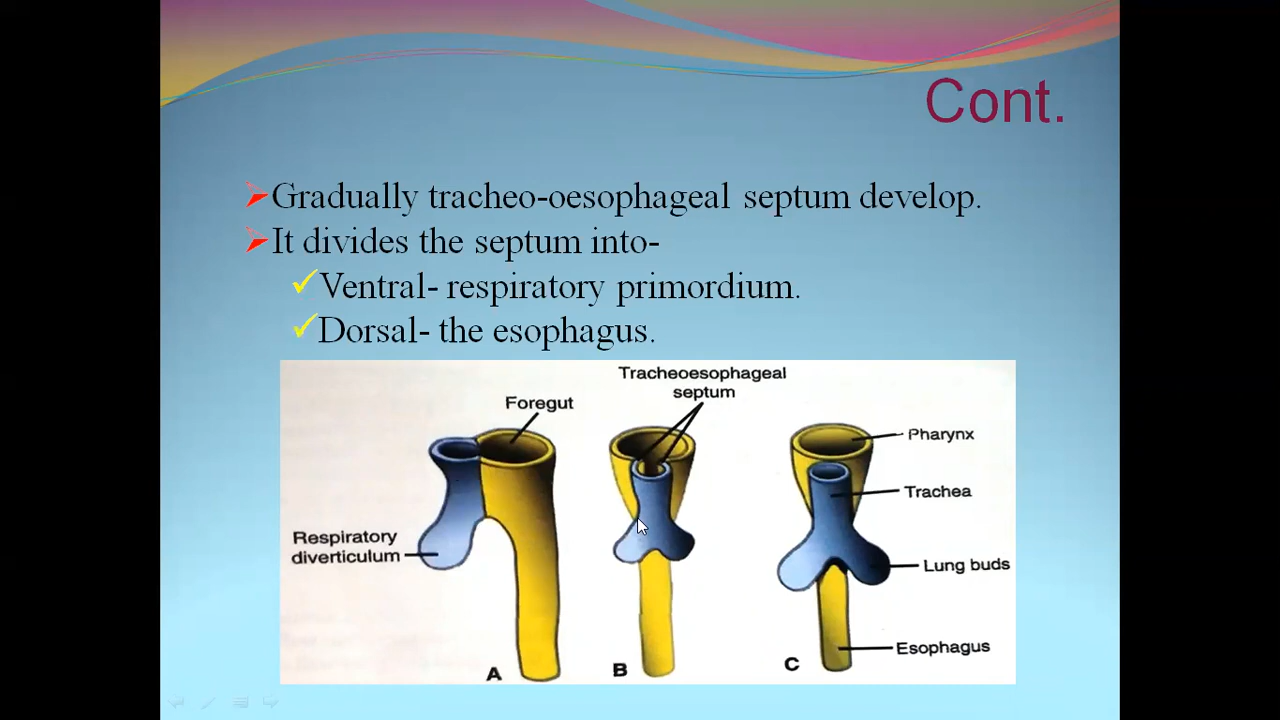 Cont.
Gradually tracheo-oesophageal septum develop.
It divides the septum into-
Ventral- respiratory primordium.
Dorsal- the esophagus.
Tracheoesophageal
septum
Foregut
Pharynx
Trachea
Respiratory
diverticulum
Lung buds
Esophagus
A
B
C